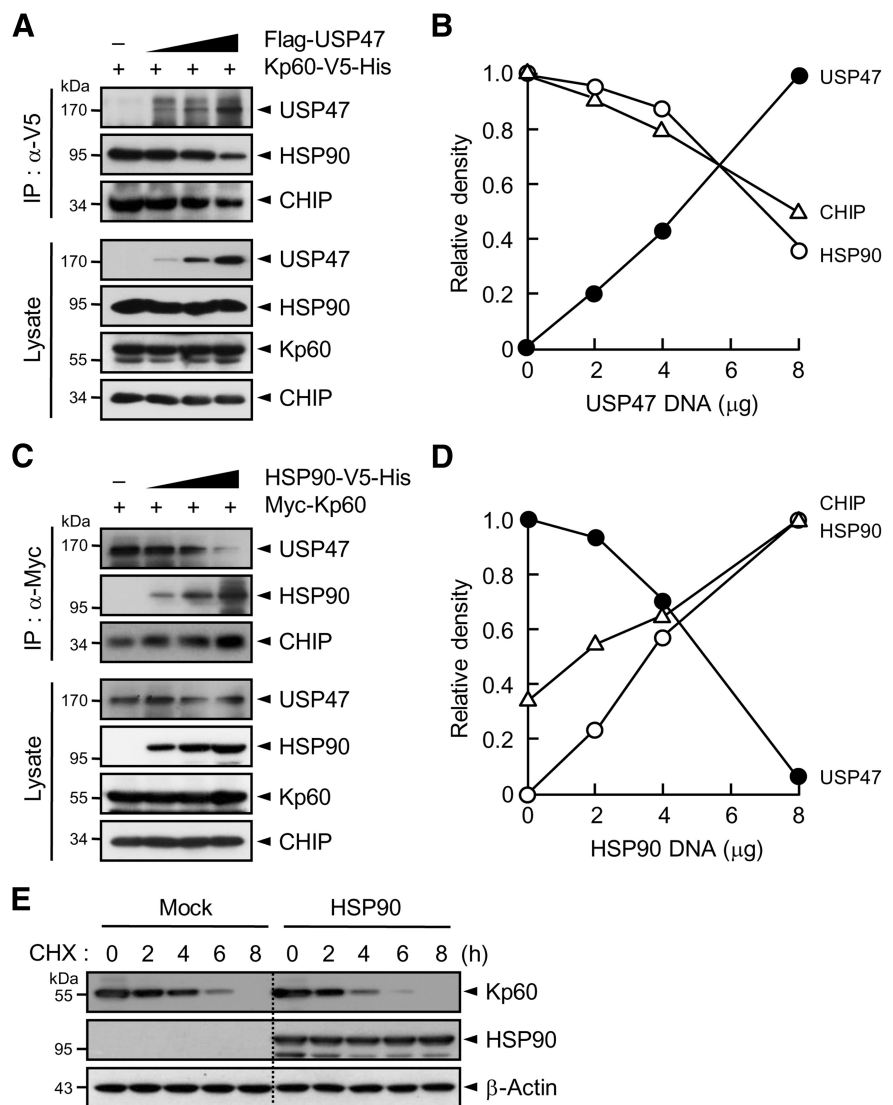 A
– Flag-USP47
+ + + + Kp60-V5-His
kDa
IP : α-V5
170 USP47
95 HSP90
34 CHIP
Lysate
170 USP47
95 HSP90
Kp60
55
34 CHIP
B
Relative density
1.0
0.8
0.6
0.4
0.2
0
USP47
CHIP
HSP90
0 2 4 6 8
USP47 DNA (μg)
C
– HSP90-V5-His
+ + + + Myc-Kp60
kDa
IP : α-Myc
170 USP47
HSP90
95
34 CHIP
Lysate
170 USP47
HSP90
95
55 Kp60
34 CHIP
D
Relative density
1.0
0.8
0.6
0.4
0.2
0
CHIP
HSP90
USP47
0 2 4 6 8
HSP90 DNA (μg)
E
Mock HSP90
CHX : 0 2 4 6 8 0 2 4 6 8 (h)
kDa
55 Kp60
HSP90
95
43 β-Actin